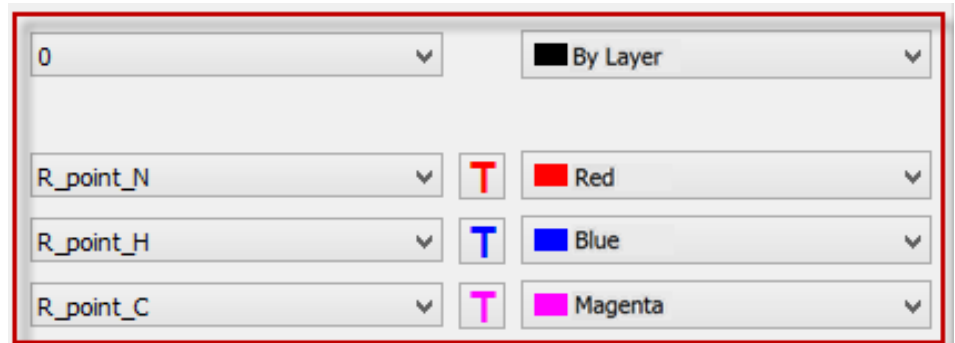 0 By Layer
R_point_N T Red
R_point_H T Blue
R_point_C T Magenta